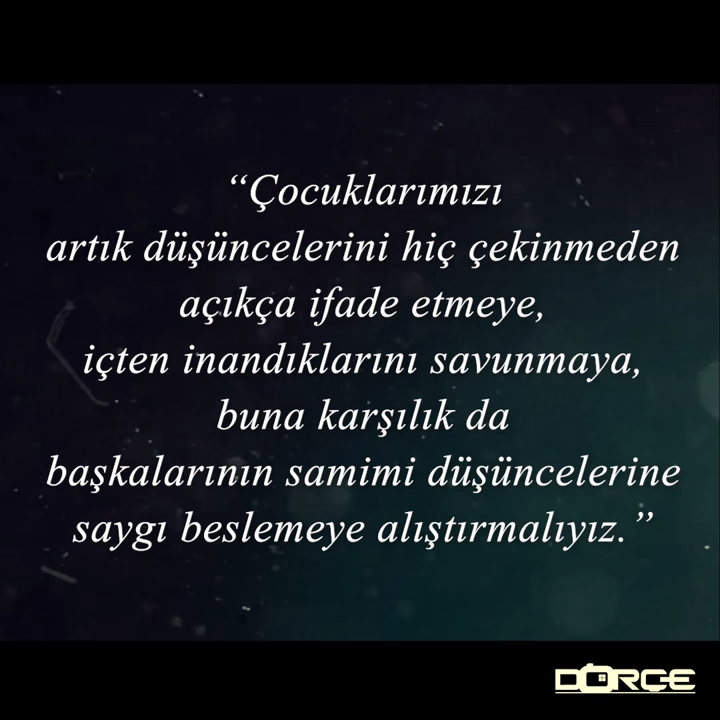 “Çocuklarımızı
artık düşüncelerini hiç çekinmeden
açıkça ifade etmeye,
içten inandıklarını savunmaya,
buna karşılık da
başkalarının samimi düşüncelerine
saygı beslemeye alıştırmalıyız.”
DORÇE